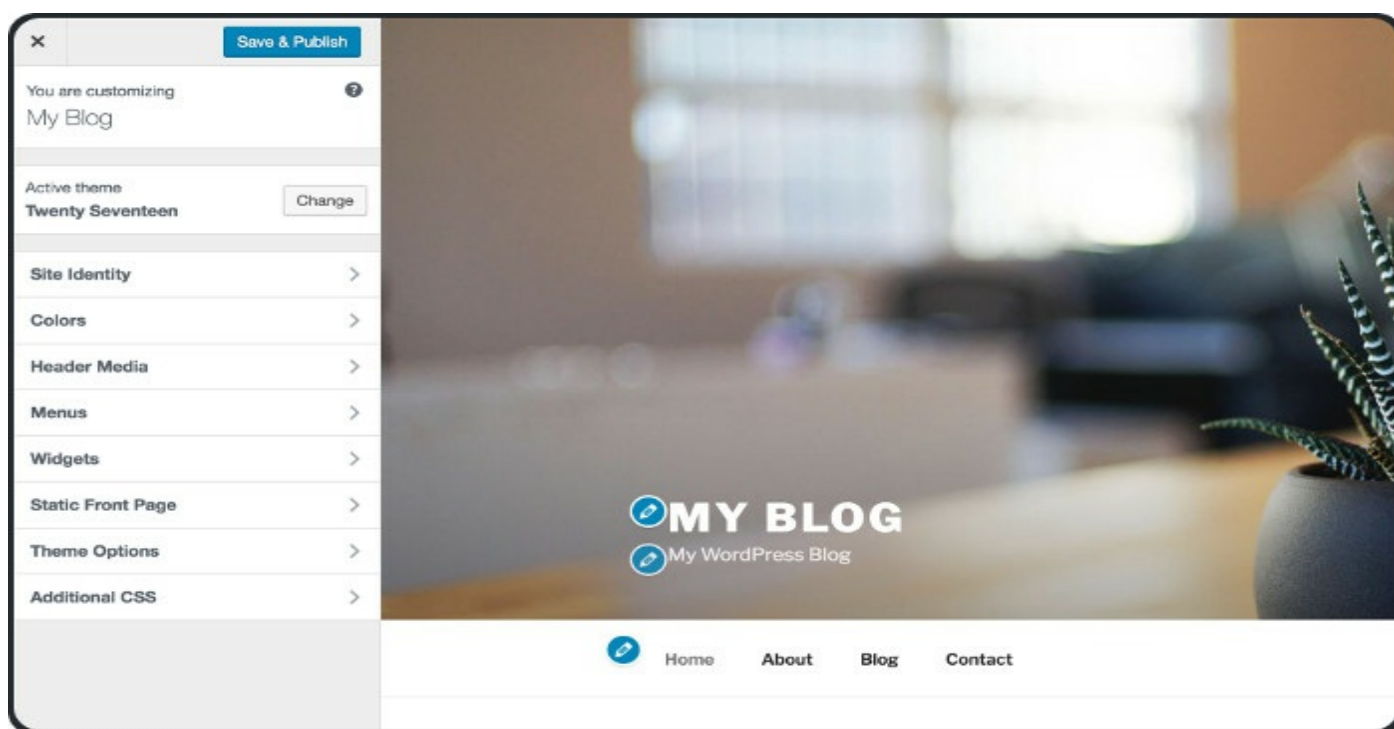 Save & Publish
You are customizing
My Blog
Active theme
Twenty Seventeen
Change
Site Identity
Colors
Header Media
Menus
Widgets
Static Front Page
Theme Options
Additional CSS
MY BLOG
My WordPress Blog
Home About Blog Contact